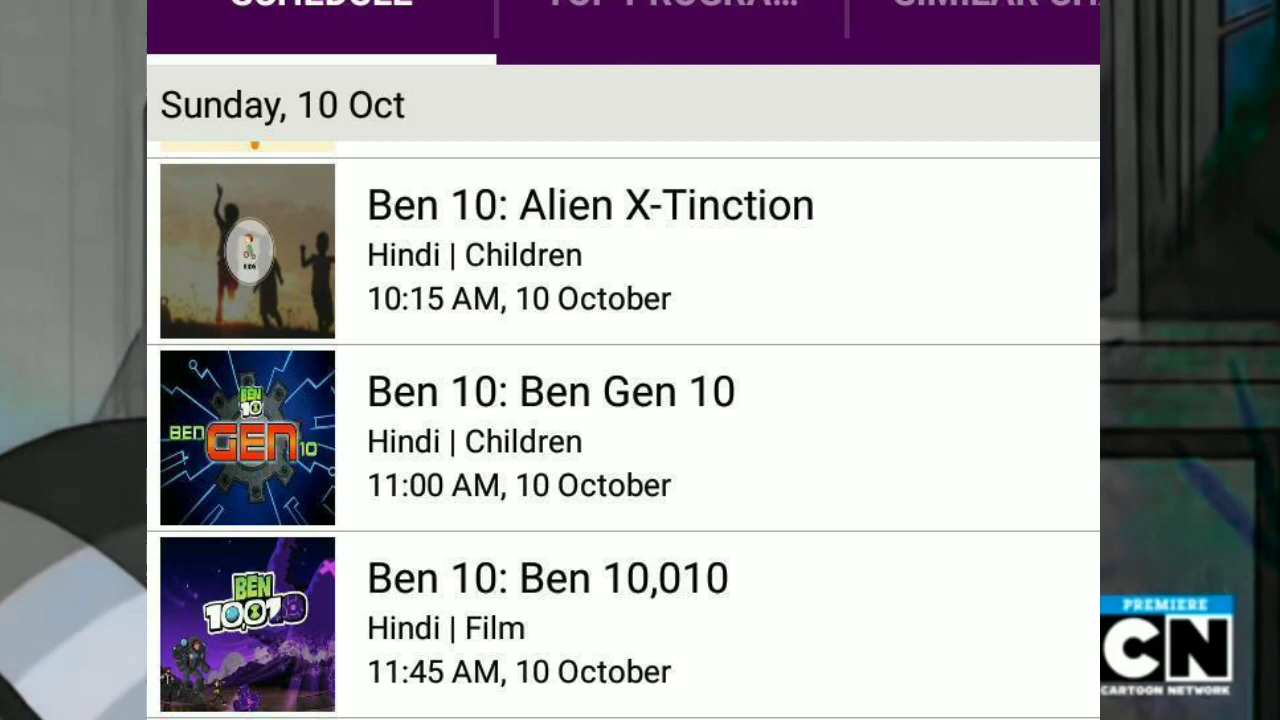 SCHEDULE
Sunday, 10 Oct
Ben 10: Alien X-Tinction
Hindi | Children
10:15 AM, 10 October
BEN
10
BEN GEN 10
Ben 10: Ben Gen 10
Hindi | Children
11:00 AM, 10 October
BEN
10,010
Ben 10: Ben 10,010
Hindi | Film
11:45 AM, 10 October
PREMIERE
CN
CARTOON NETWORK